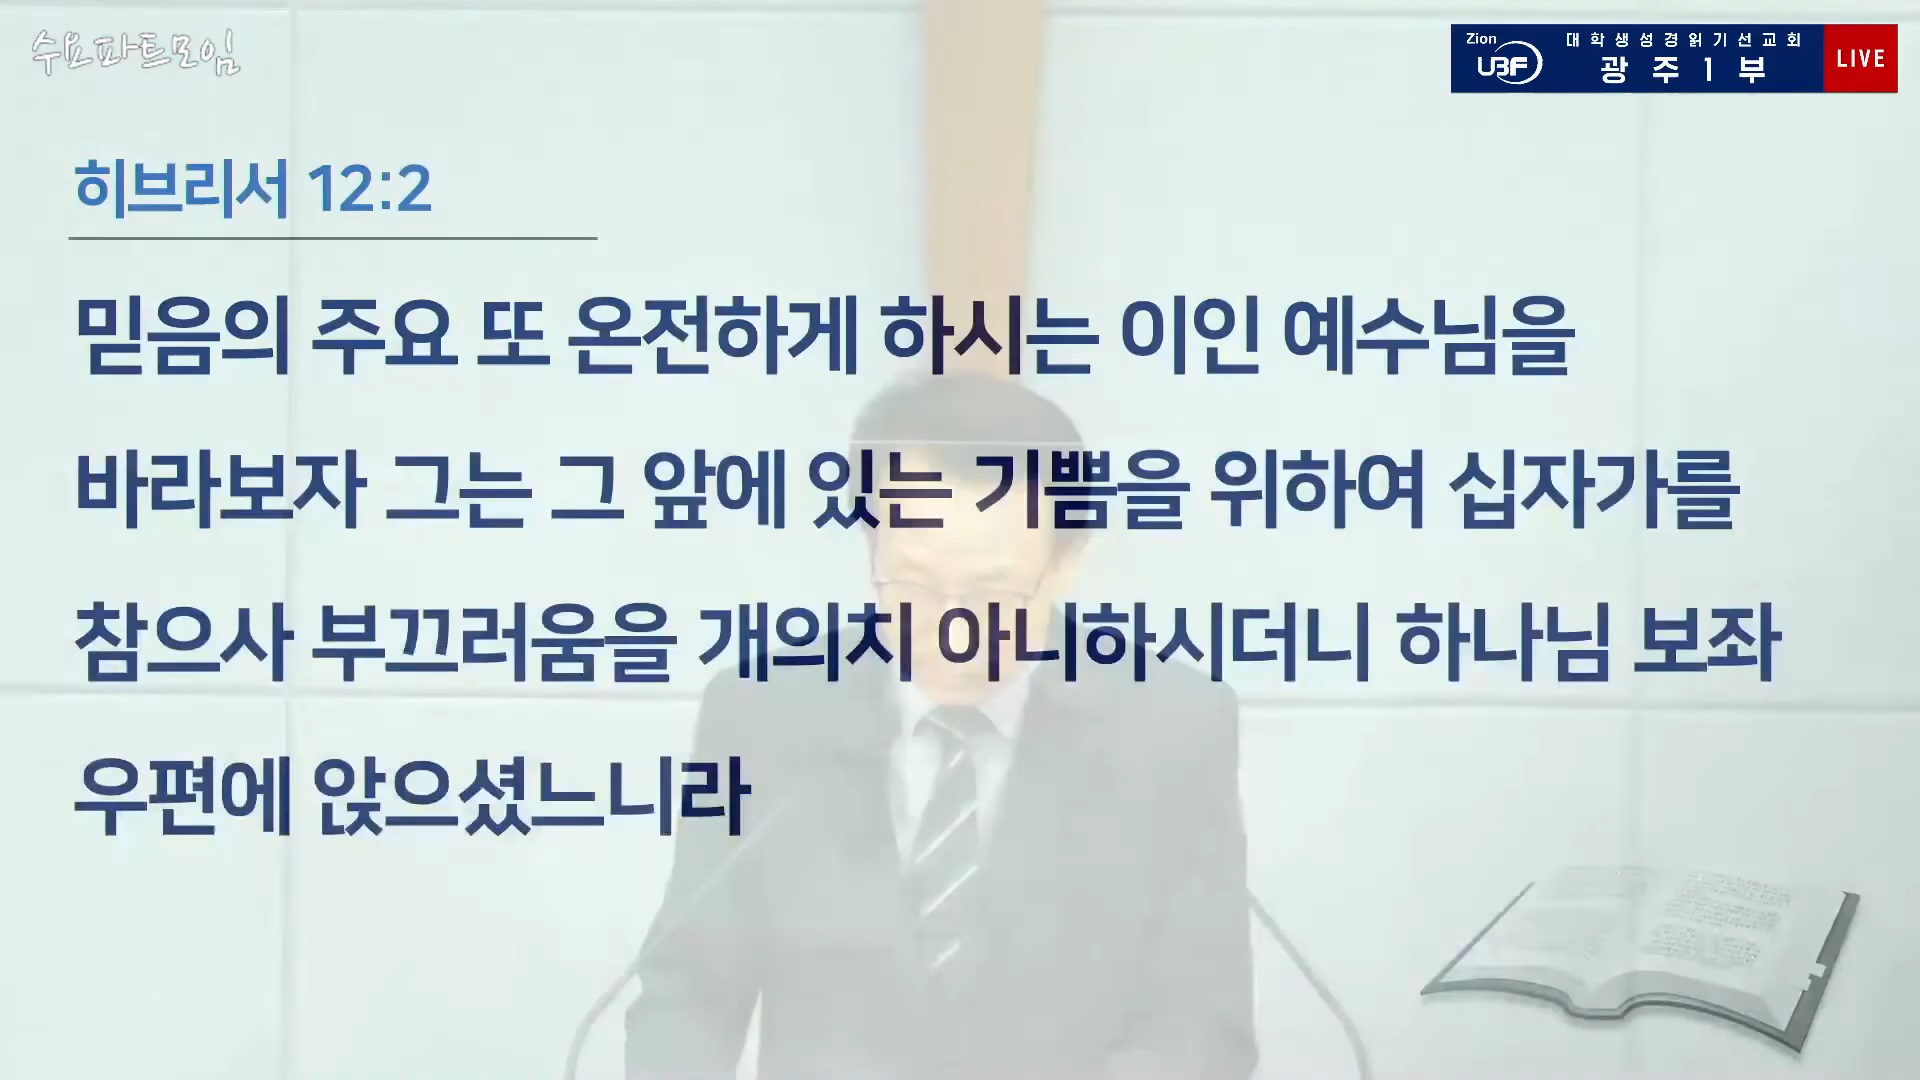 수요파트모임
Zion
UBF
대학생성경읽기선교회
광주1부
LIVE
히브리서 12:2
믿음의 주요 또 온전하게 하시는 이인 예수님을
바라보자 그는 그 앞에 있는 기쁨을 위하여 십자가를
참으사 부끄러움을 개의치 아니하시더니 하나님 보좌
우편에 앉으셨느니라